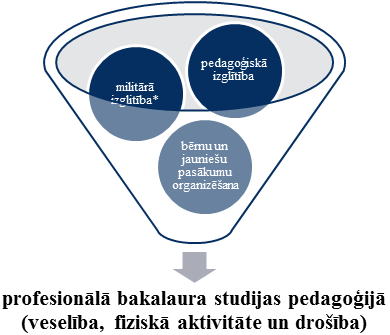 pedagoģiskā
izglītība
militārā
izglītība*
bērnu un
jauniešu
pasākumu
organizēšana
profesionālā bakalaura studijas pedagoģijā
(veselība, fiziskā aktivitāte un drošība)